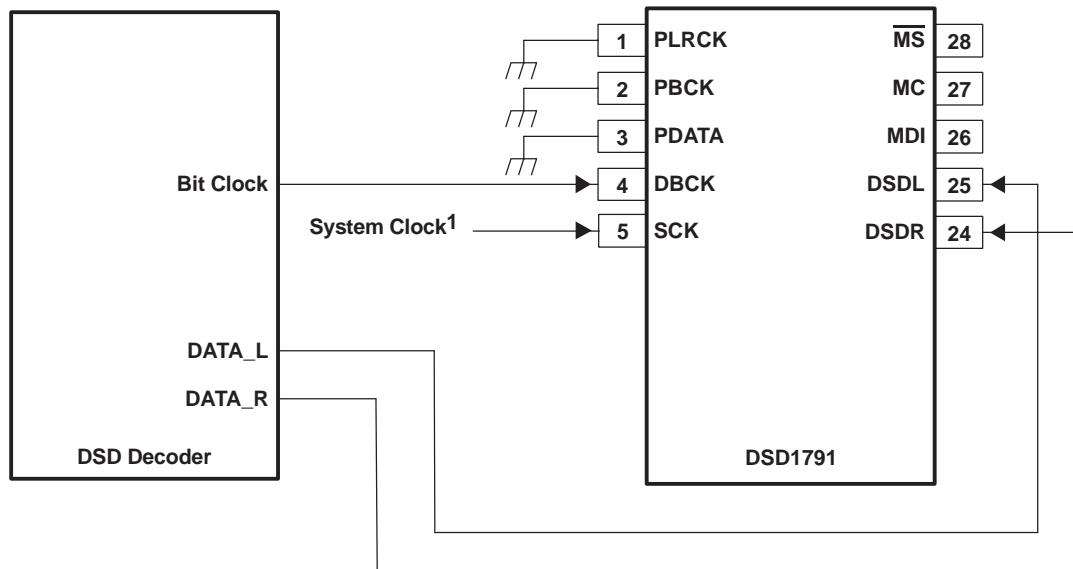 1 PLRCK M̅S̅ 28
2 PBCK MC 27
3 PDATA MDI 26
Bit Clock 4 DBCK DSDL 25
System Clock1 5 SCK DSDR 24
DATA_L
DATA_R
DSD Decoder DSD1791